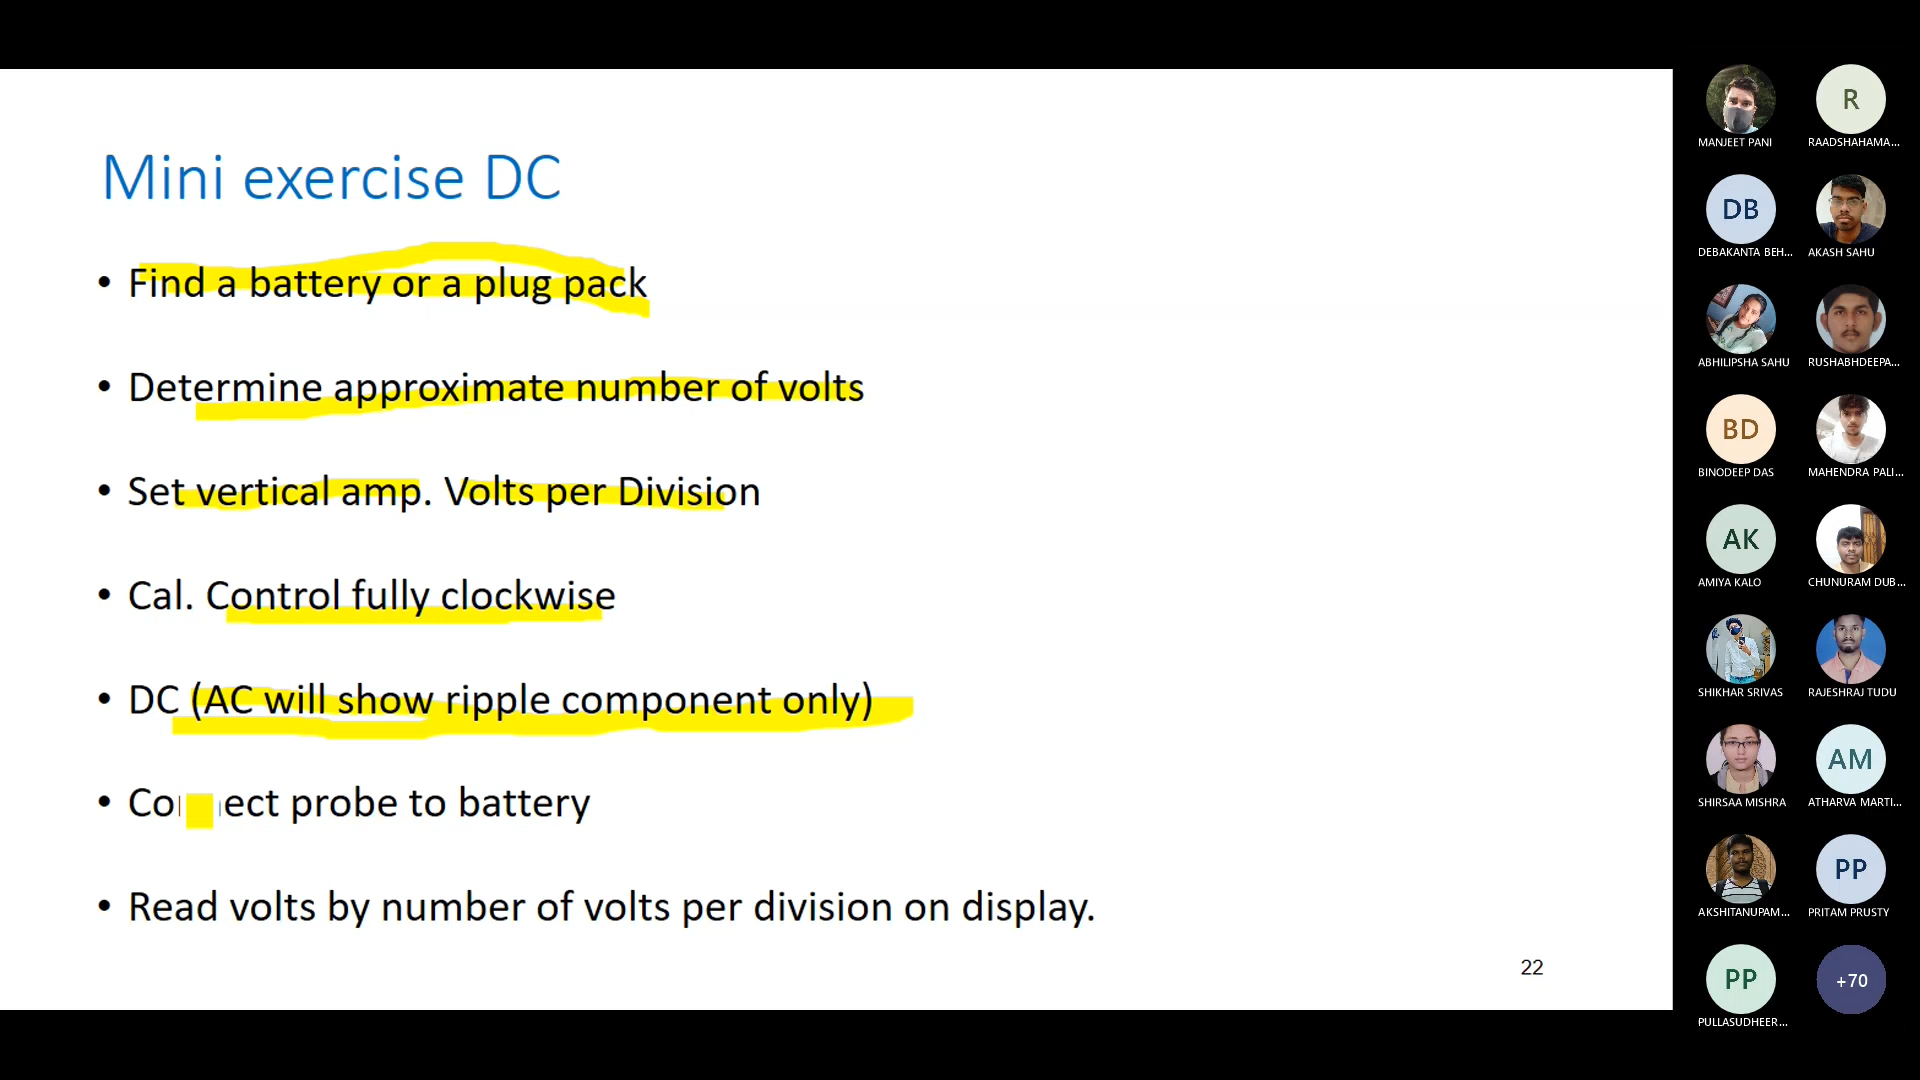 Mini exercise DC
• Find a battery or a plug pack
• Determine approximate number of volts
• Set vertical amp. Volts per Division
• Cal. Control fully clockwise
• DC (AC will show ripple component only)
• Connect probe to battery
• Read volts by number of volts per division on display.
22
R
MANJEET PANI
RAADSHAHAMA...
DB
DEBAKANTA BEH...
AKASH SAHU
ABHILIPSHA SAHU
RUSHABHDEEPA...
BD
BINODEEP DAS
MAHENDRA PALI...
AK
AMIYA KALO
CHUNURAM DUB...
SHIKHAR SRIVAS
RAJESHRAJ TUDU
AM
SHIRSAA MISHRA
ATHARVA MARTI...
PP
AKSHITANUPAM...
PRITAM PRUSTY
PP
+70
PULLASUDHEER...